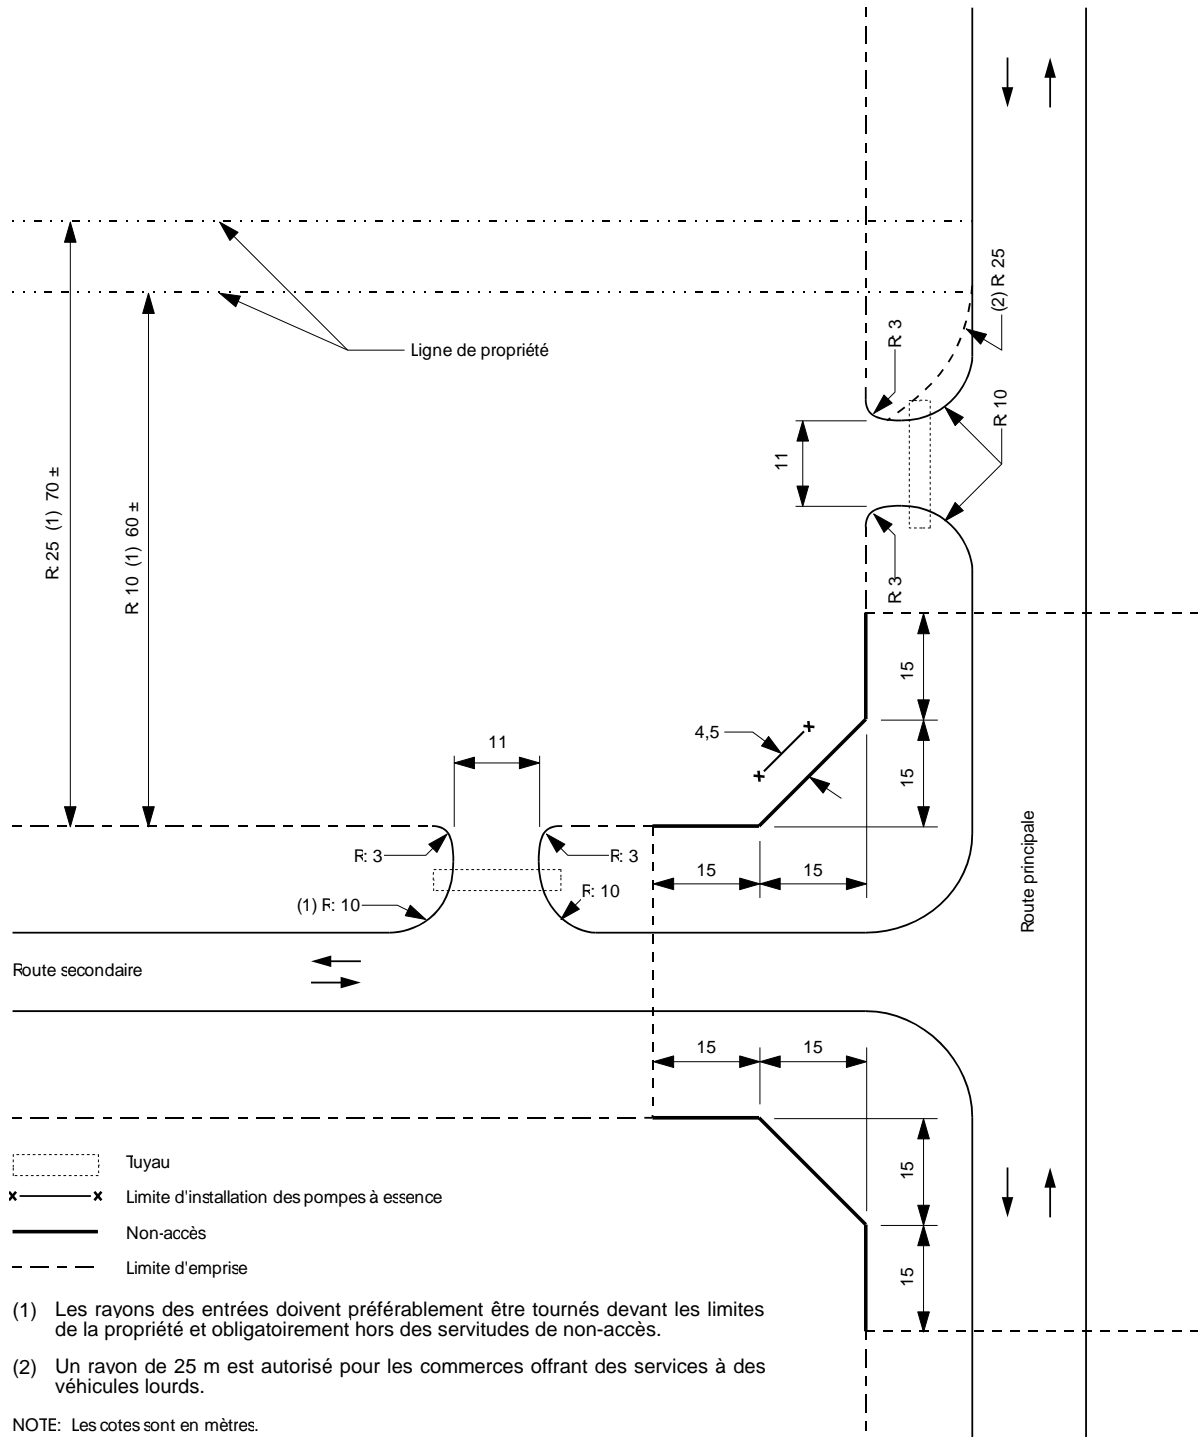 (2) R: 25
R: 3
Ligne de propriété
R: 10
11
R: 25 (1) 70 ±
R: 10 (1) 60 ±
R: 3
15
4,5
11
15
Route principale
R: 3
R: 3
15
15
(1) R: 10
R: 10
Route secondaire
15
15
15
15
Tuyau
Limite d'installation des pompes à essence
Non-accès
Limite d'emprise
(1) Les rayons des entrées doivent préférablement être tournés devant les limites
de la propriété et obligatoirement hors des servitudes de non-accès.
(2) Un rayon de 25 m est autorisé pour les commerces offrant des services à des
véhicules lourds.
NOTE: Les cotes sont en mètres.